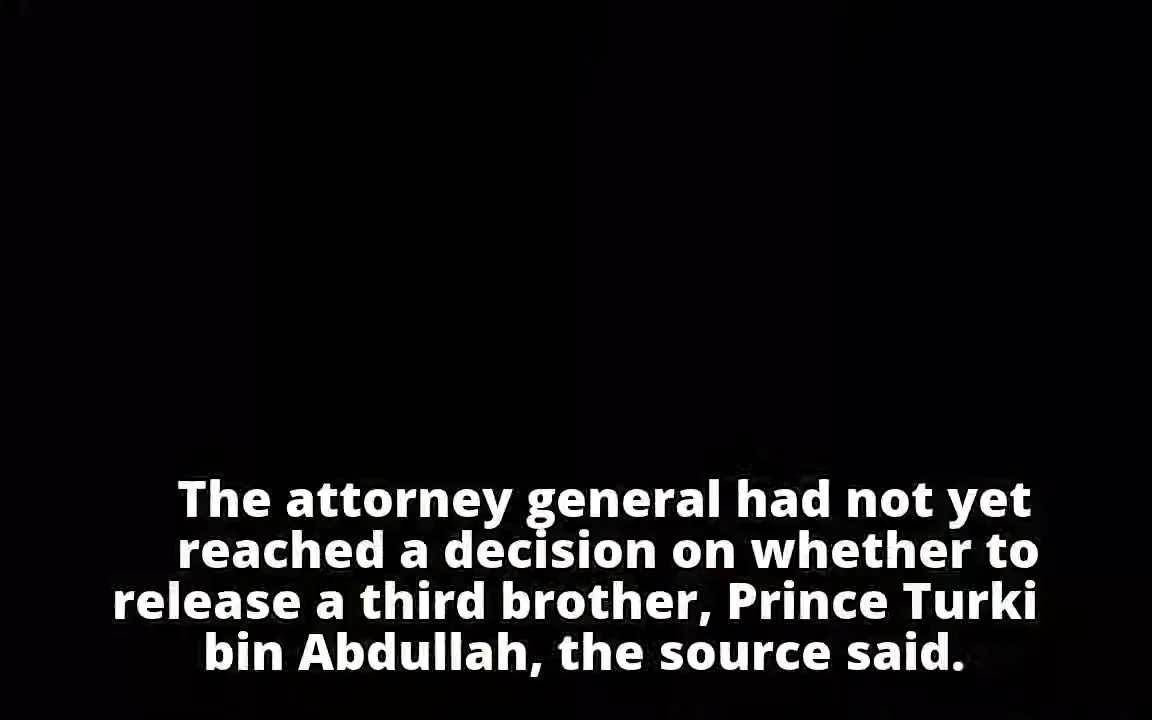 The attorney general had not yet
reached a decision on whether to
release a third brother, Prince Turki
bin Abdullah, the source said.